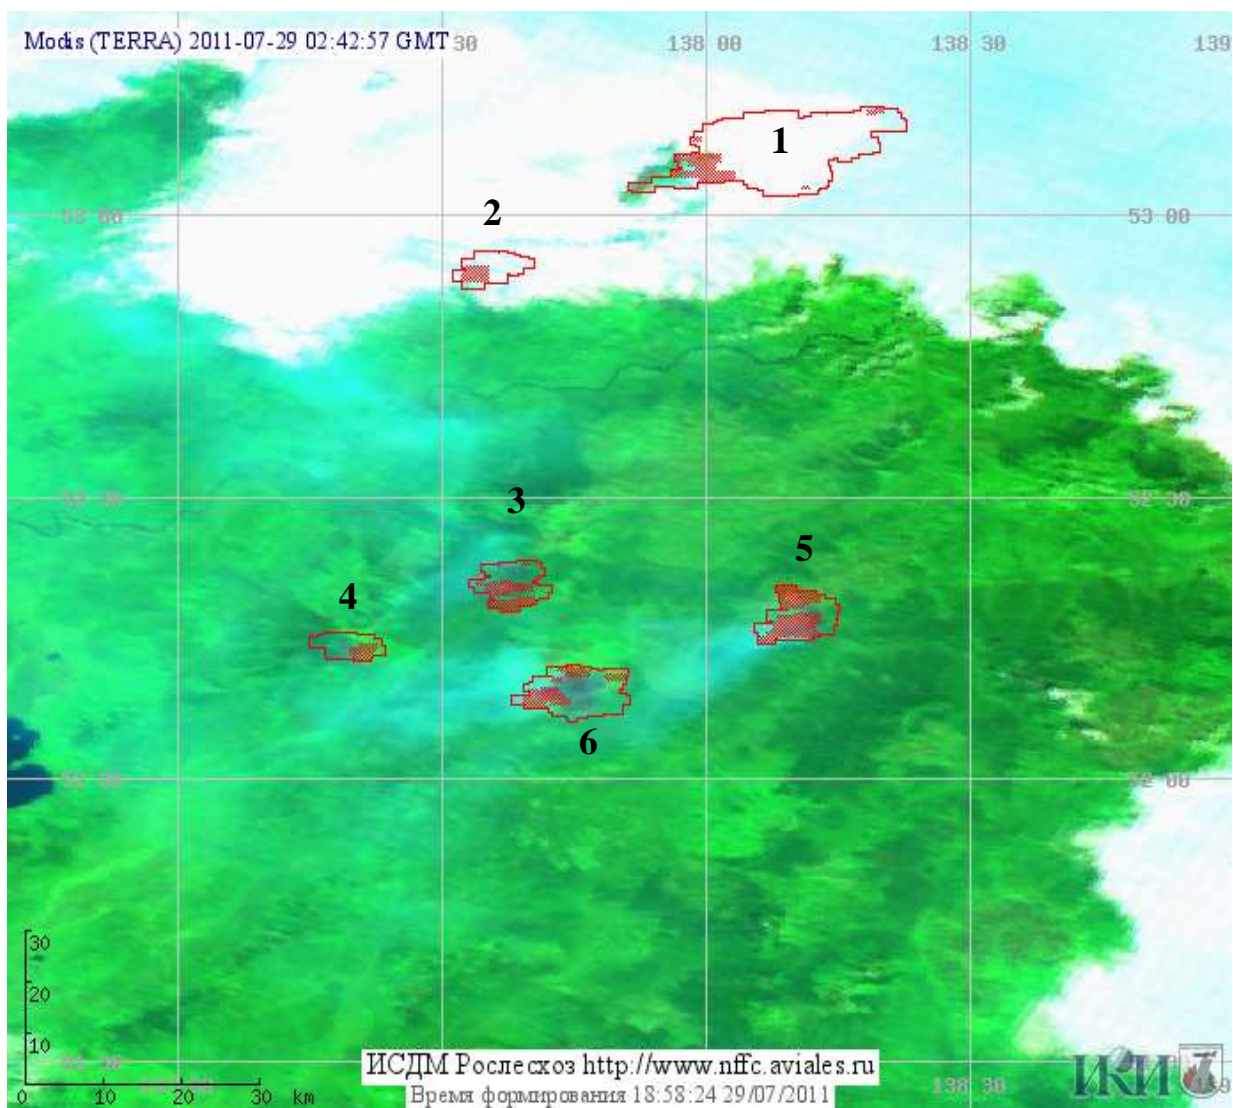 Modis (TERRA) 2011-07-29 02:42:57 GMT 30 138 00 138 30 139
1
53 00 2 53 00
3 52 30
5
4
6
52 00 52 00
30
20
10
0 10 20 30 km
ИСДМ Рослесхоз http://www.nffc.aviales.ru
138 30
Время формирования 18:58:24 29/07/2011
ИКИ